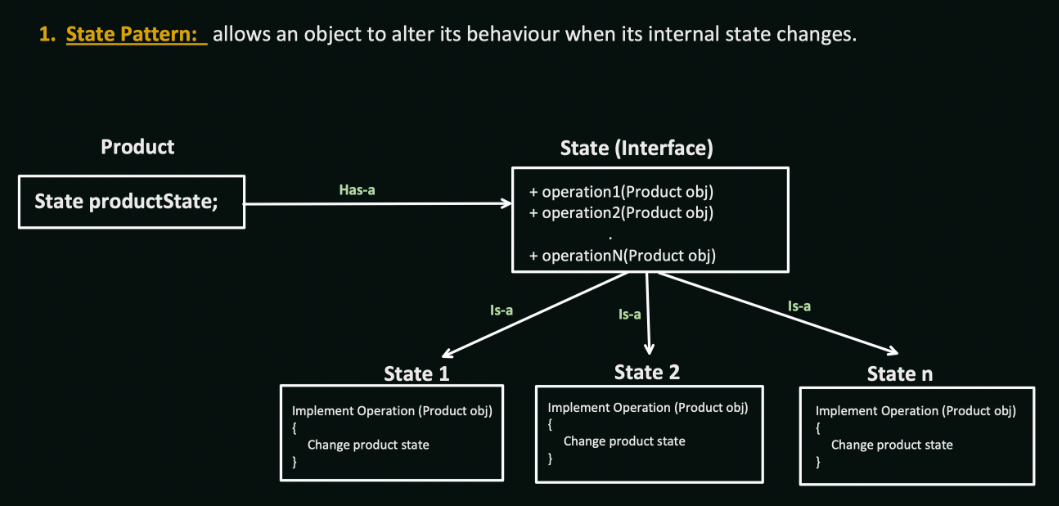 1. State Pattern: allows an object to alter its behaviour when its internal state changes.
Product
State productState;
Has-a
State (Interface)
+ operation1(Product obj)
+ operation2(Product obj)
.
+ operationN(Product obj)
Is-a
Is-a
Is-a
State 1
Implement Operation (Product obj)
{
Change product state
}
State 2
Implement Operation (Product obj)
{
Change product state
}
State n
Implement Operation (Product obj)
{
Change product state
}